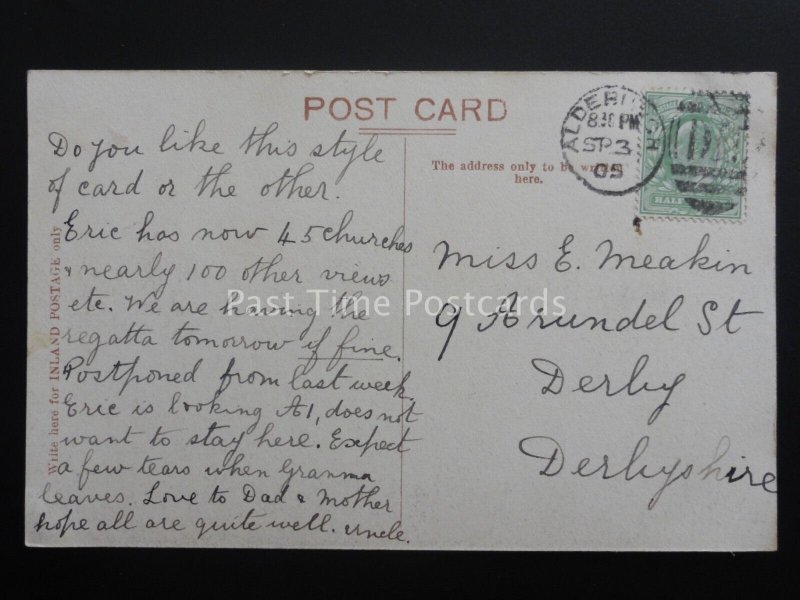 POST CARD
Do you like this style
of card or the other.
Eric has now 45 churches
& nearly 100 other views
etc. We are having the
regatta tomorrow if fine.
Postponed from last week.
Eric is looking A1, does not
want to stay here. Expect
a few tears when Granma
leaves. Love to Dad & Mother
hope all are quite well. Uncle.
Write here for INLAND POSTAGE only
The address only to be
here.
8.30 PM
SP 3
05
HALF
Miss E. Meakin
9 Arundel St
Derby
Derbyshire
Past Time Postcards